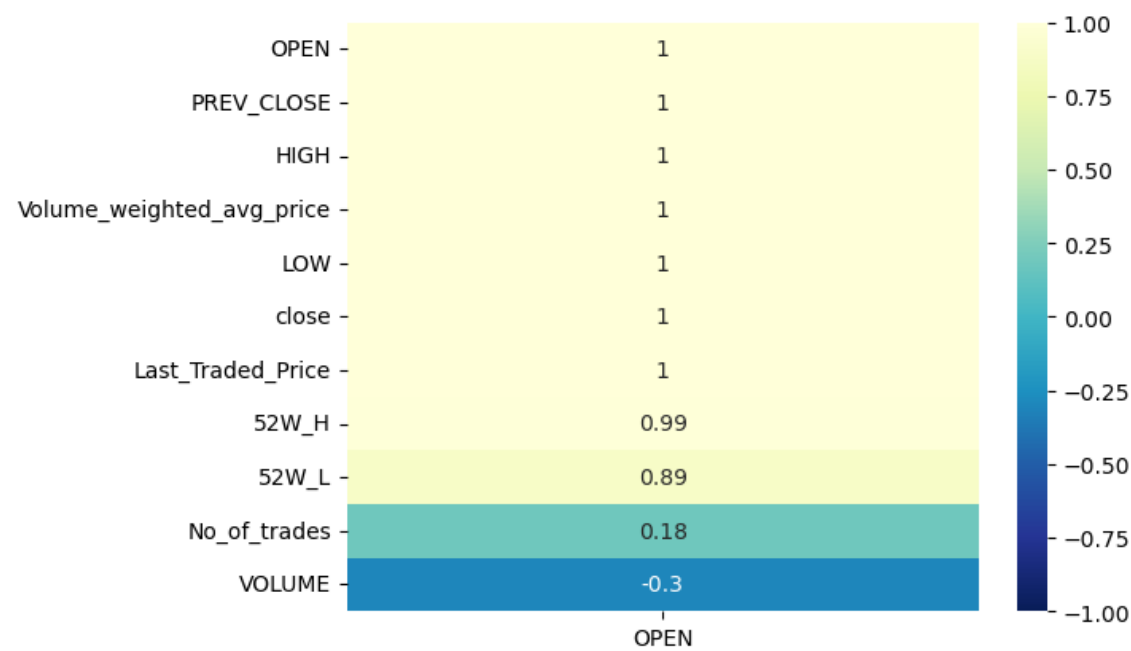 OPEN 1
PREV_CLOSE 1
HIGH 1
Volume_weighted_avg_price 1
LOW 1
close 1
Last_Traded_Price 1
52W_H 0.99
52W_L 0.89
No_of_trades 0.18
VOLUME -0.3
OPEN
1.00
0.75
0.50
0.25
0.00
−0.25
−0.50
−0.75
−1.00